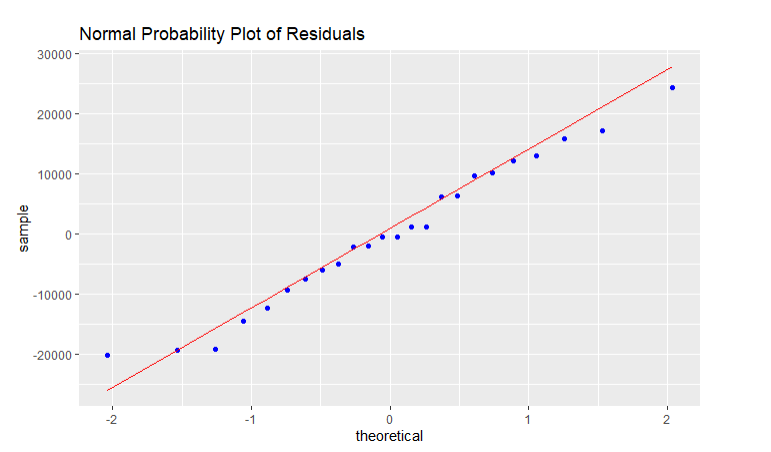 Normal Probability Plot of Residuals
30000
20000
10000
0
-10000
-20000
sample
-2 -1 0 1 2
theoretical